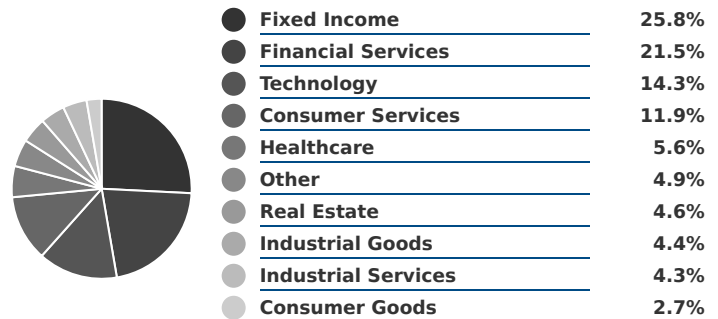 Fixed Income 25.8%
Financial Services 21.5%
Technology 14.3%
Consumer Services 11.9%
Healthcare 5.6%
Other 4.9%
Real Estate 4.6%
Industrial Goods 4.4%
Industrial Services 4.3%
Consumer Goods 2.7%